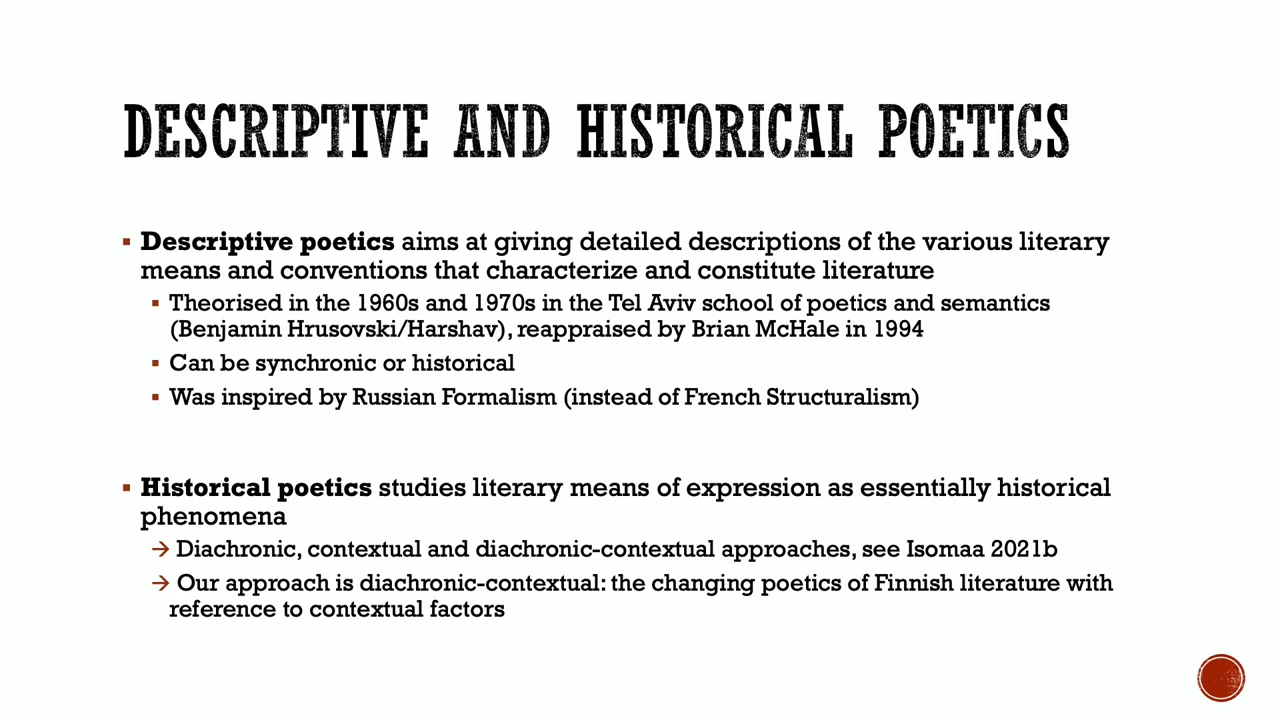 DESCRIPTIVE AND HISTORICAL POETICS
▪ Descriptive poetics aims at giving detailed descriptions of the various literary
means and conventions that characterize and constitute literature
▪ Theorised in the 1960s and 1970s in the Tel Aviv school of poetics and semantics
(Benjamin Hrusovski/Harshav), reappraised by Brian McHale in 1994
▪ Can be synchronic or historical
▪ Was inspired by Russian Formalism (instead of French Structuralism)
▪ Historical poetics studies literary means of expression as essentially historical
phenomena
→ Diachronic, contextual and diachronic-contextual approaches, see Isomaa 2021b
→ Our approach is diachronic-contextual: the changing poetics of Finnish literature with
reference to contextual factors